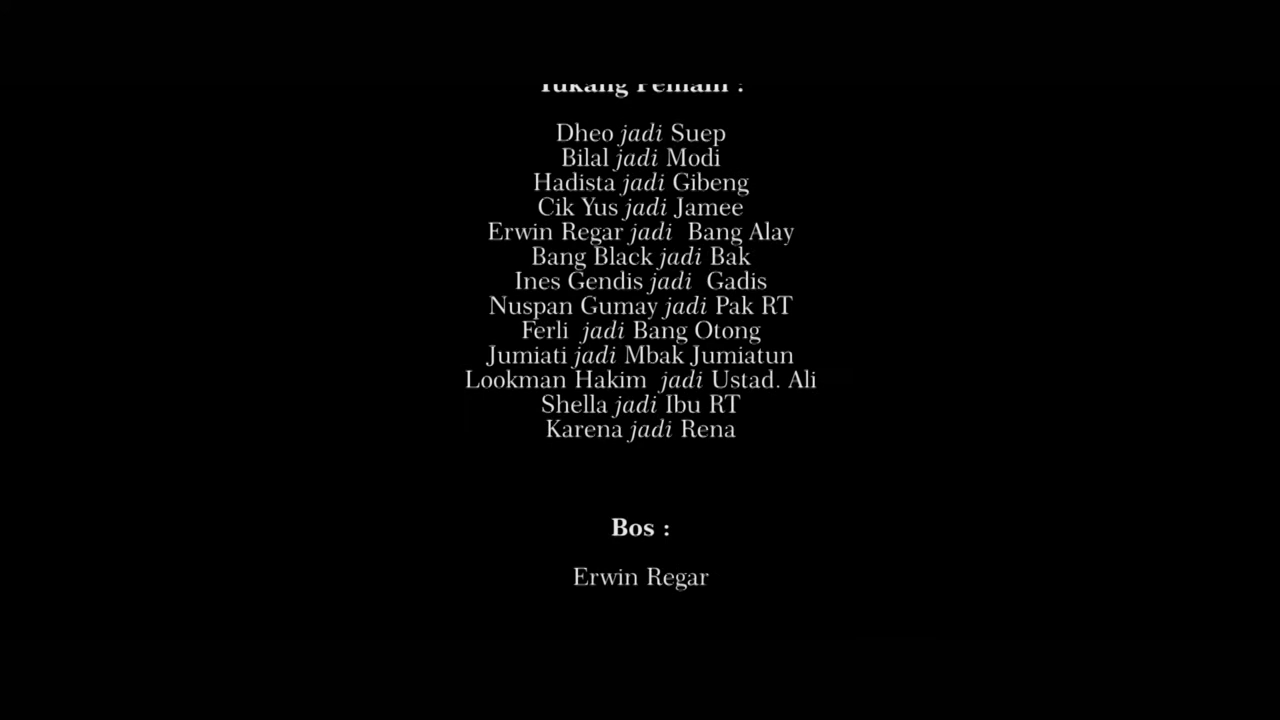 Tukang Pemain :
Dheo jadi Suep
Bilal jadi Modi
Hadista jadi Gibeng
Cik Yus jadi Jamee
Erwin Regar jadi  Bang Alay
Bang Black jadi Bak
Ines Gendis jadi  Gadis
Nuspan Gumay jadi Pak RT
Ferli  jadi Bang Otong
Jumiati jadi Mbak Jumiatun
Lookman Hakim  jadi Ustad. Ali
Shella jadi Ibu RT
Karena jadi Rena
Bos :
Erwin Regar